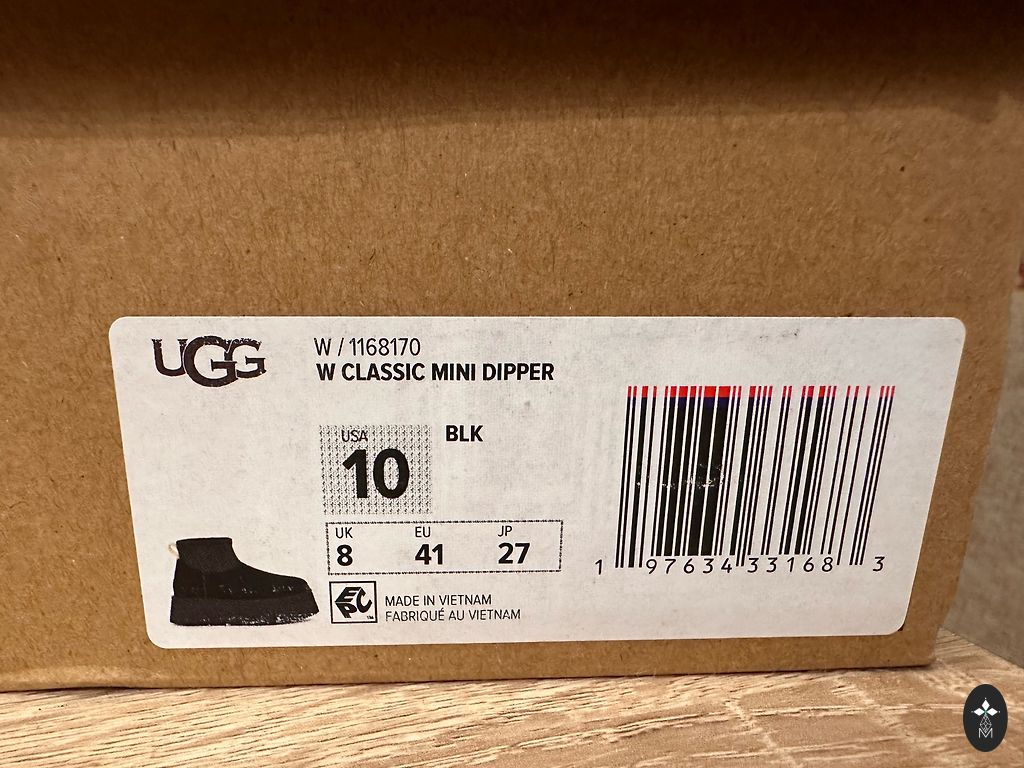 UGG
W / 1168170
W CLASSIC MINI DIPPER
USA
10
BLK
UK EU JP
8 41 27
EPC
MADE IN VIETNAM
FABRIQUÉ AU VIETNAM
1 97634 33168 3
M